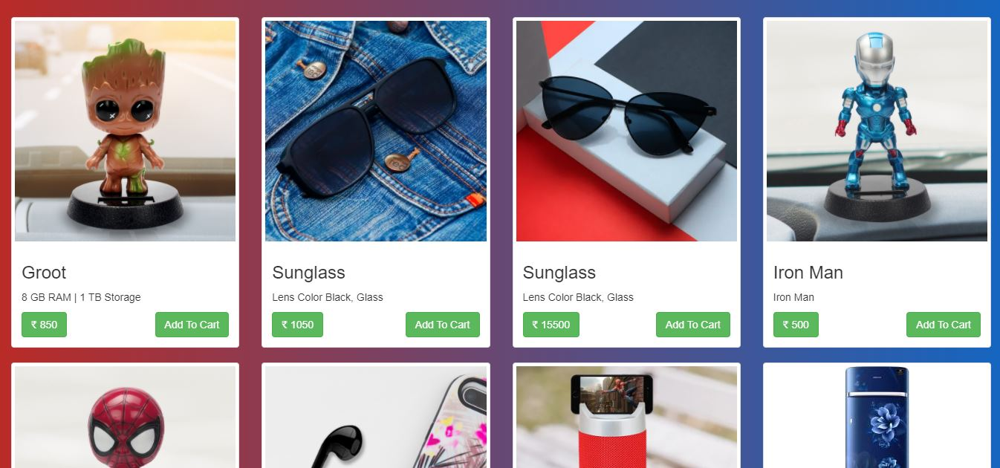 Groot
8 GB RAM | 1 TB Storage
₹ 850
Add To Cart
Sunglass
Lens Color Black, Glass
₹ 1050
Add To Cart
Sunglass
Lens Color Black, Glass
₹ 15500
Add To Cart
Iron Man
Iron Man
₹ 500
Add To Cart